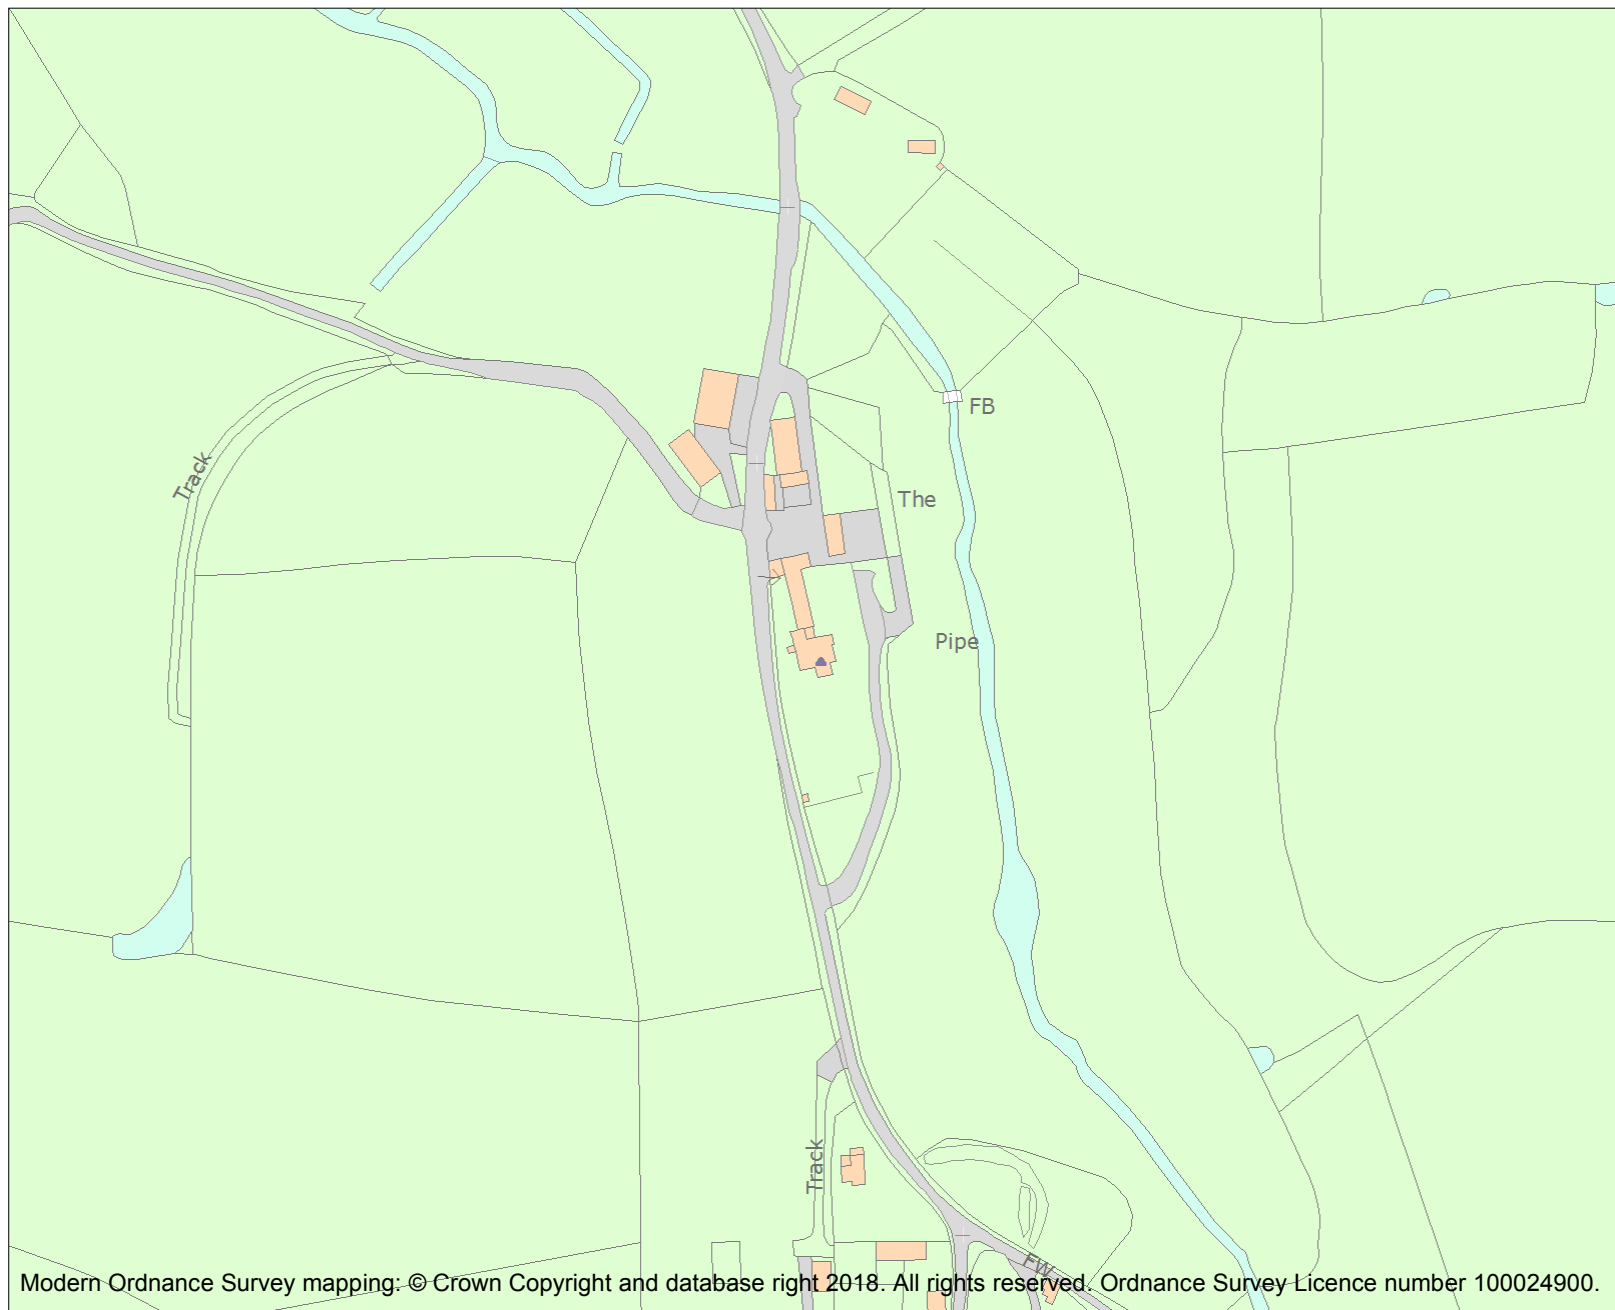 FB
Track
The
Pipe
Track
FW
Modern Ordnance Survey mapping: © Crown Copyright and database right 2018. All rights reserved. Ordnance Survey Licence number 100024900.